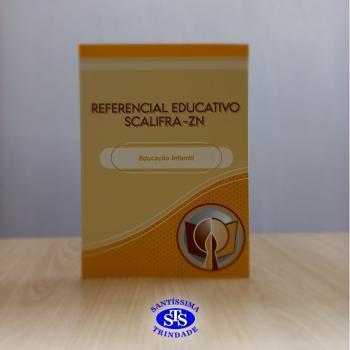 REFERENCIAL EDUCATIVO
SCALIFRA-ZN
Educação Infantil
SANTÍSSIMA
STS
TRINDADE